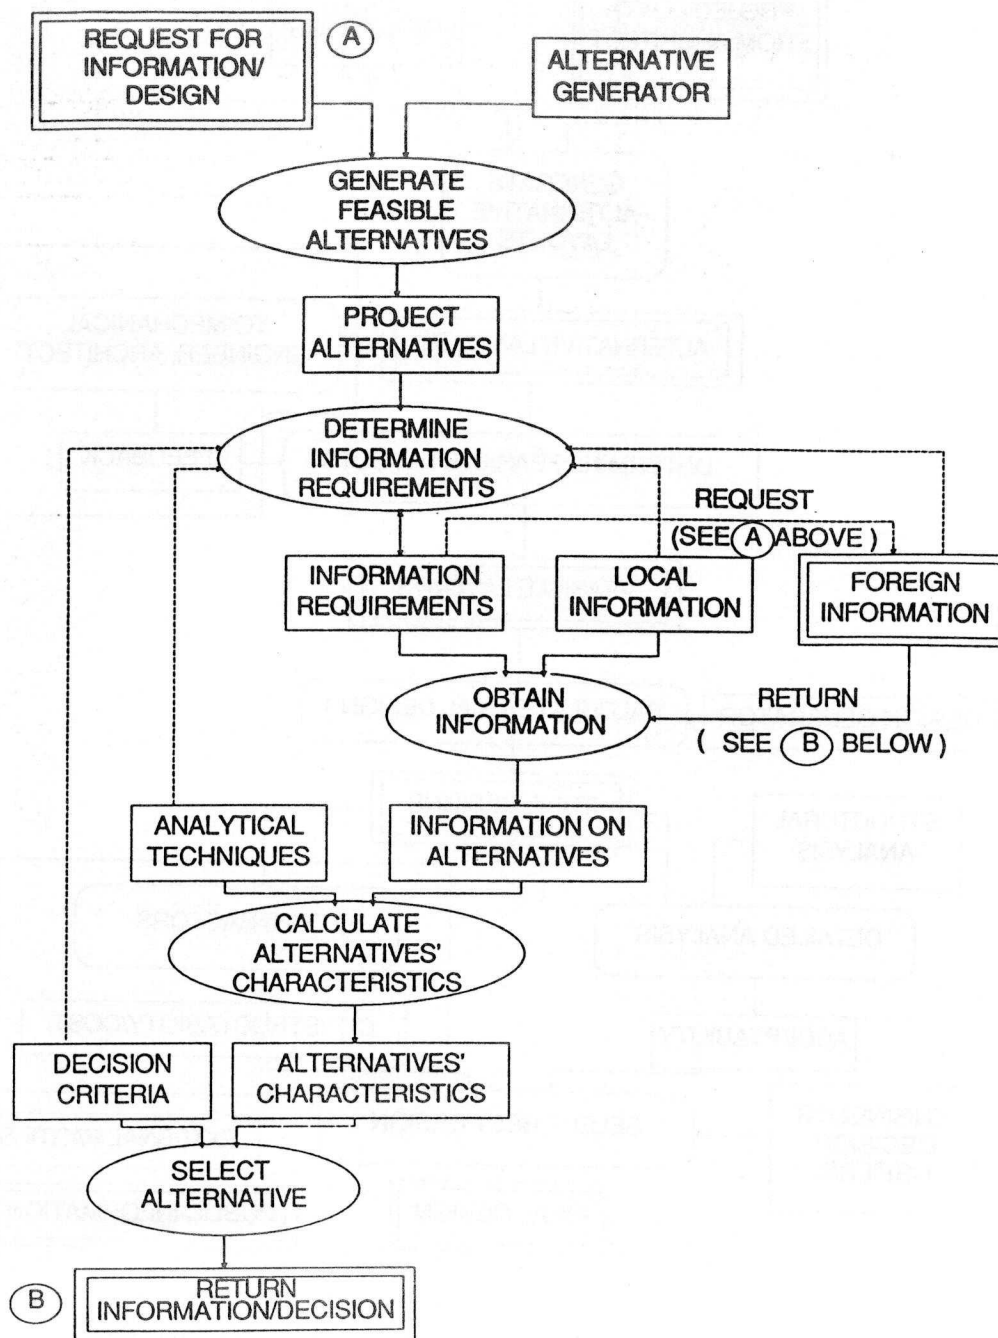 REQUEST FOR
INFORMATION/
DESIGN
A
ALTERNATIVE
GENERATOR
GENERATE
FEASIBLE
ALTERNATIVES
PROJECT
ALTERNATIVES
DETERMINE
INFORMATION
REQUIREMENTS
REQUEST
(SEE A ABOVE)
INFORMATION
REQUIREMENTS
LOCAL
INFORMATION
FOREIGN
INFORMATION
OBTAIN
INFORMATION
RETURN
( SEE B BELOW )
ANALYTICAL
TECHNIQUES
INFORMATION ON
ALTERNATIVES
CALCULATE
ALTERNATIVES'
CHARACTERISTICS
DECISION
CRITERIA
ALTERNATIVES'
CHARACTERISTICS
SELECT
ALTERNATIVE
B
RETURN
INFORMATION/DECISION